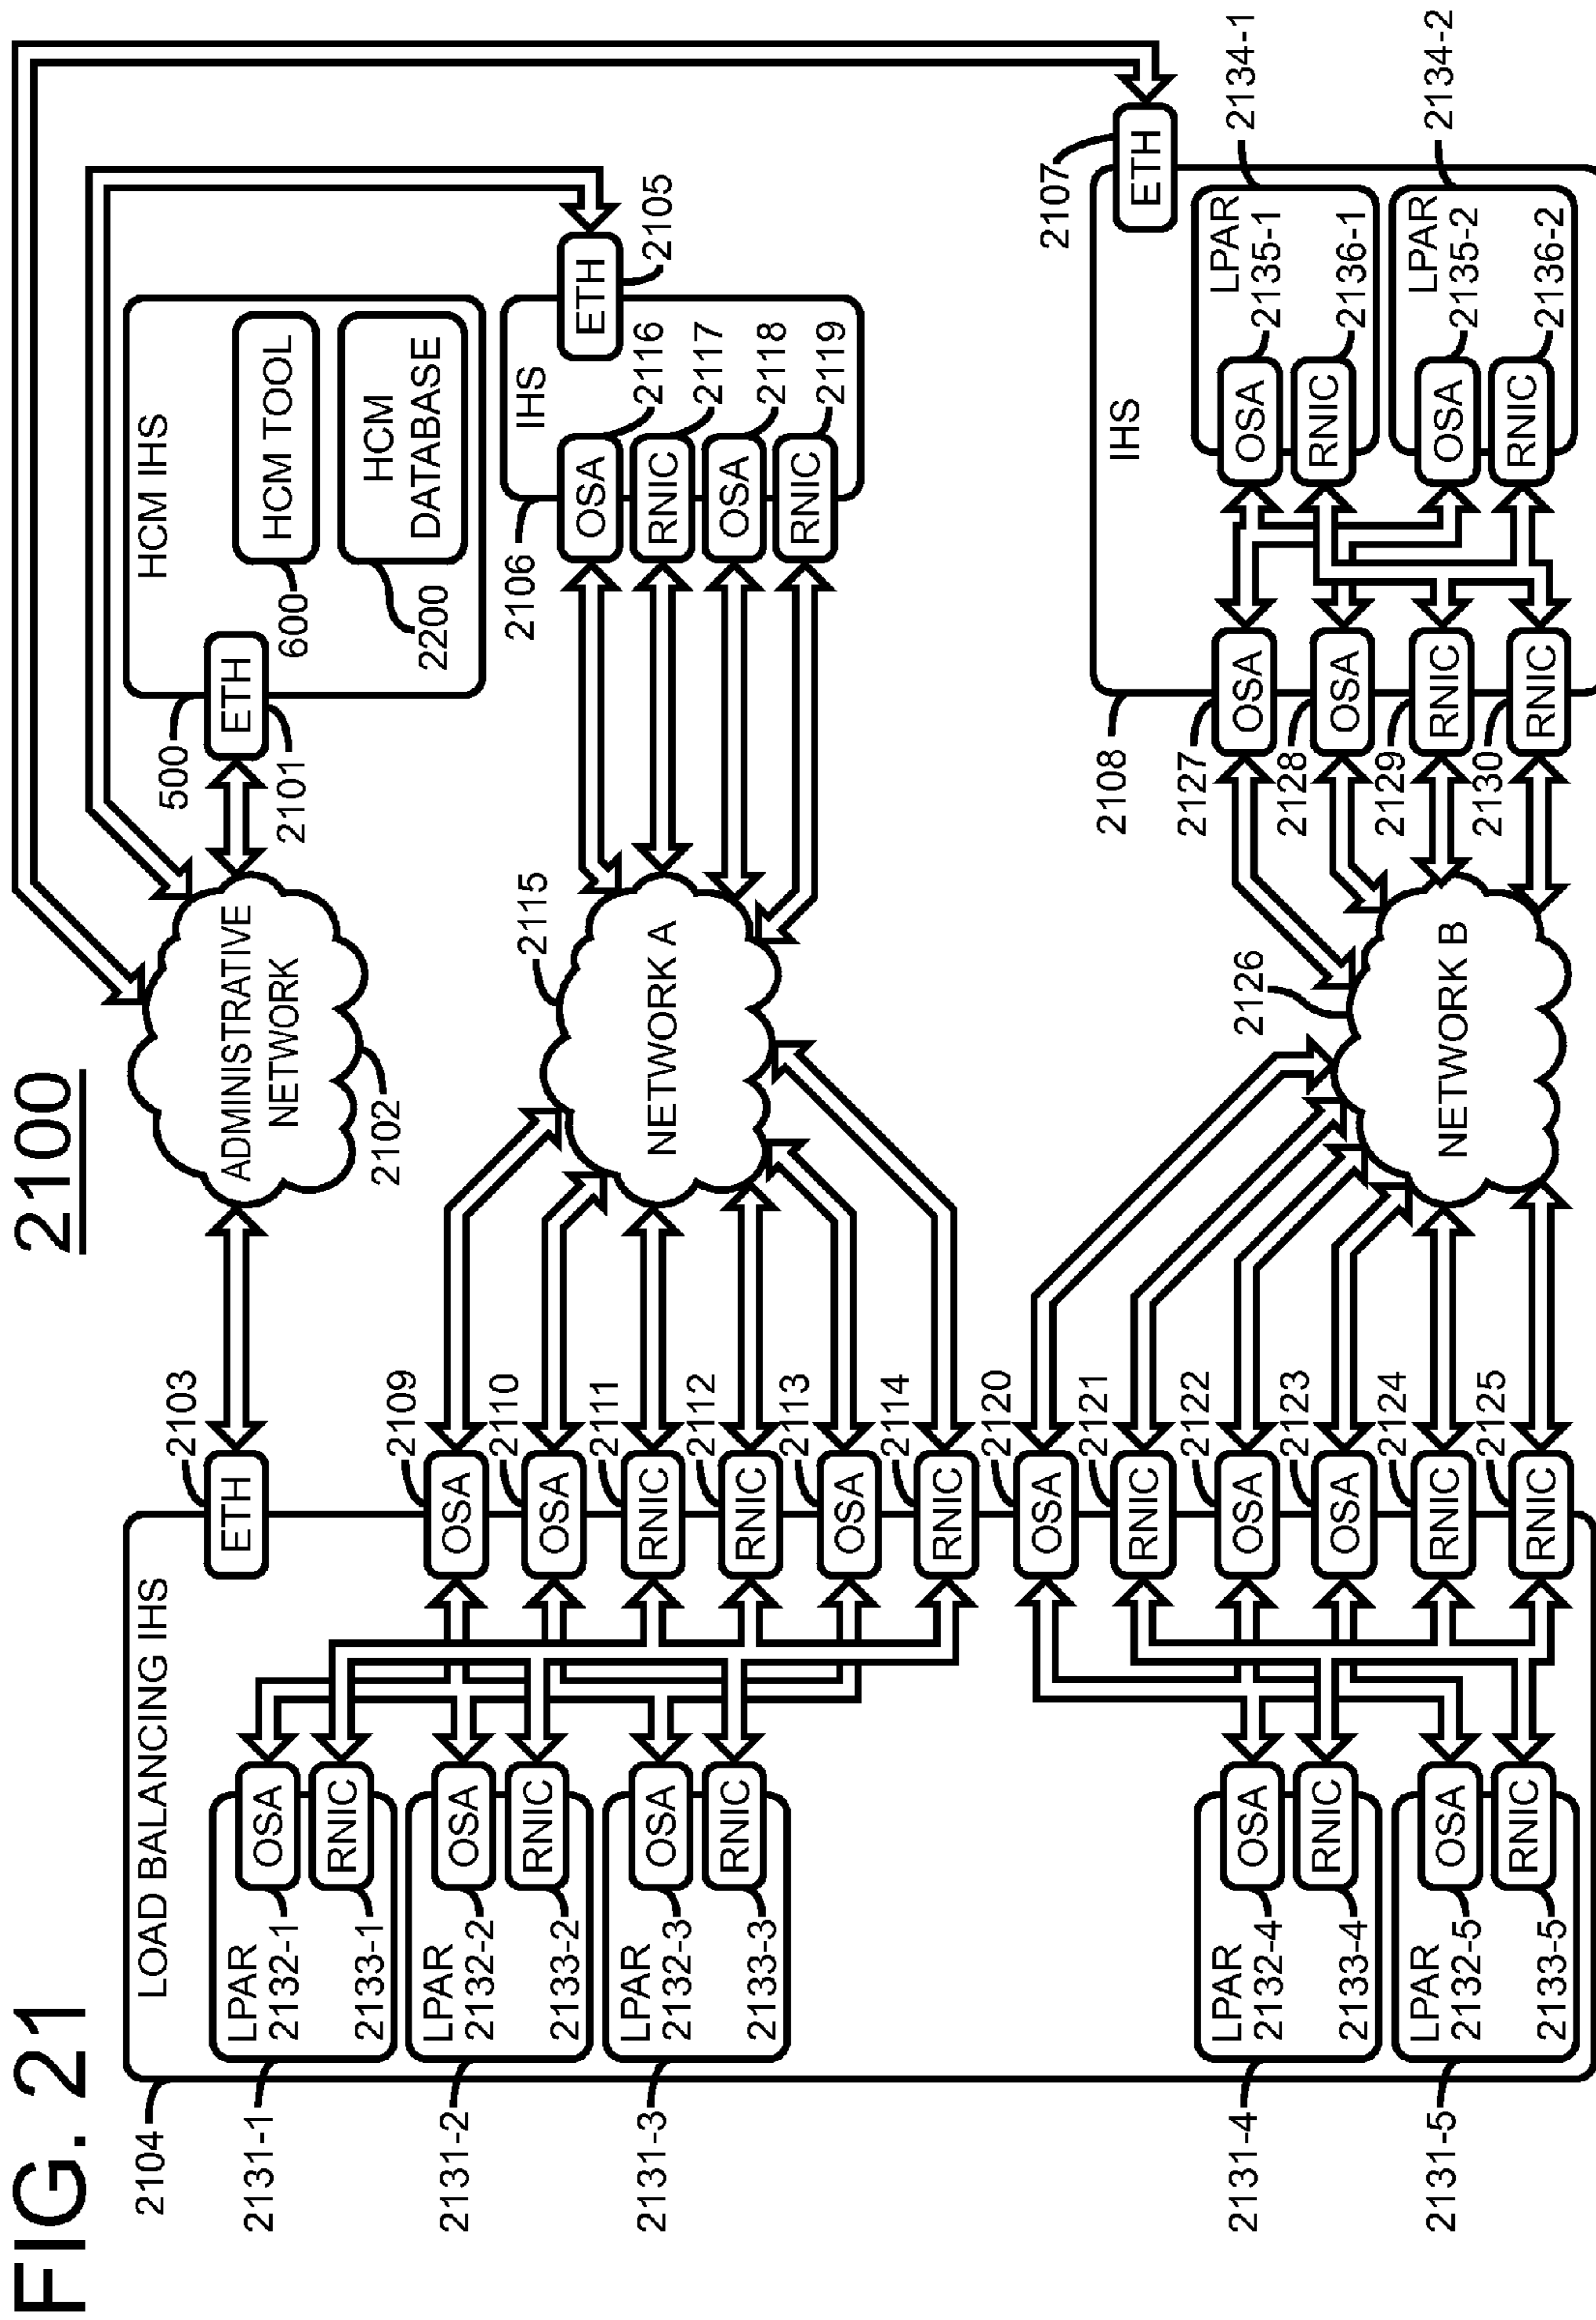 FIG. 21
2100
2104
LOAD BALANCING IHS
2103
ETH
2131-1
LPAR
2132-1
OSA
2133-1
RNIC
2131-2
LPAR
2132-2
OSA
2133-2
RNIC
2131-3
LPAR
2132-3
OSA
2133-3
RNIC
2131-4
LPAR
2132-4
OSA
2133-4
RNIC
2131-5
LPAR
2132-5
OSA
2133-5
RNIC
2109
OSA
2110
OSA
2111
RNIC
2112
RNIC
2113
OSA
2114
RNIC
2120
OSA
2121
RNIC
2122
OSA
2123
OSA
2124
RNIC
2125
RNIC
ADMINISTRATIVE
NETWORK
2102
2115
NETWORK A
2126
NETWORK B
HCM IHS
500
ETH
2101
600
HCM TOOL
2200
HCM
DATABASE
2106
IHS
ETH
2105
OSA
2116
RNIC
2117
OSA
2118
RNIC
2119
2108
IHS
2107
ETH
2127
OSA
2128
OSA
2129
RNIC
2130
RNIC
LPAR
2134-1
OSA
2135-1
RNIC
2136-1
LPAR
2134-2
OSA
2135-2
RNIC
2136-2